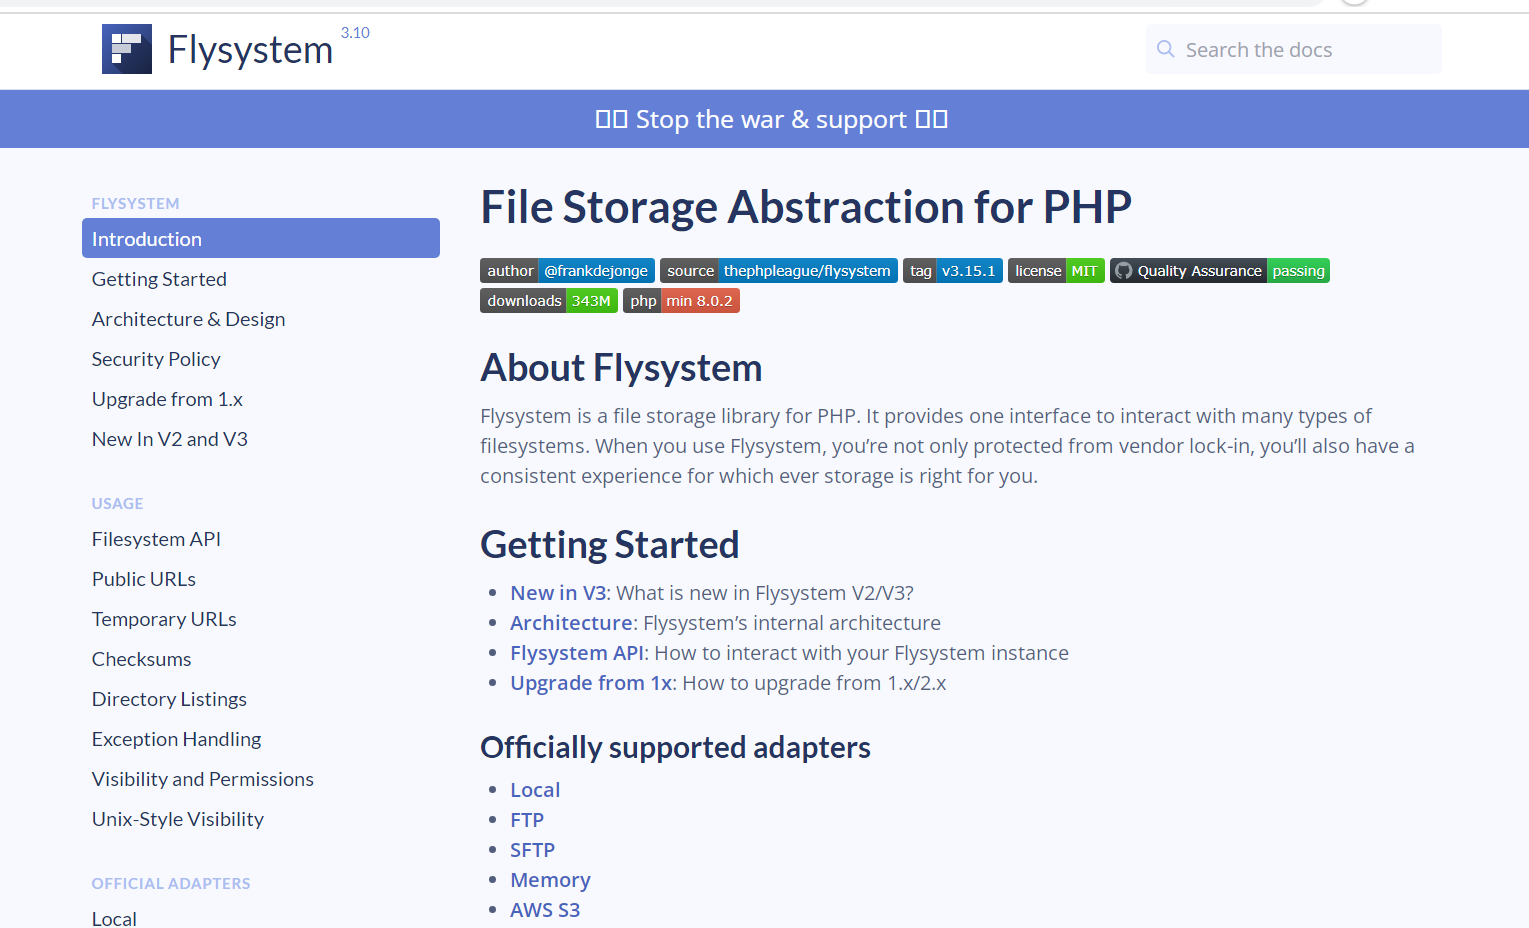 Flysystem 3.10
Search the docs
Stop the war & support
FLYSYSTEM
Introduction
Getting Started
Architecture & Design
Security Policy
Upgrade from 1.x
New In V2 and V3
USAGE
Filesystem API
Public URLs
Temporary URLs
Checksums
Directory Listings
Exception Handling
Visibility and Permissions
Unix-Style Visibility
OFFICIAL ADAPTERS
Local
File Storage Abstraction for PHP
author @frankdejonge source thephpleague/flysystem tag v3.15.1 license MIT Quality Assurance passing
downloads 343M php min 8.0.2
About Flysystem
Flysystem is a file storage library for PHP. It provides one interface to interact with many types of
filesystems. When you use Flysystem, you’re not only protected from vendor lock-in, you’ll also have a
consistent experience for which ever storage is right for you.
Getting Started
New in V3: What is new in Flysystem V2/V3?
Architecture: Flysystem’s internal architecture
Flysystem API: How to interact with your Flysystem instance
Upgrade from 1x: How to upgrade from 1.x/2.x
Officially supported adapters
Local
FTP
SFTP
Memory
AWS S3